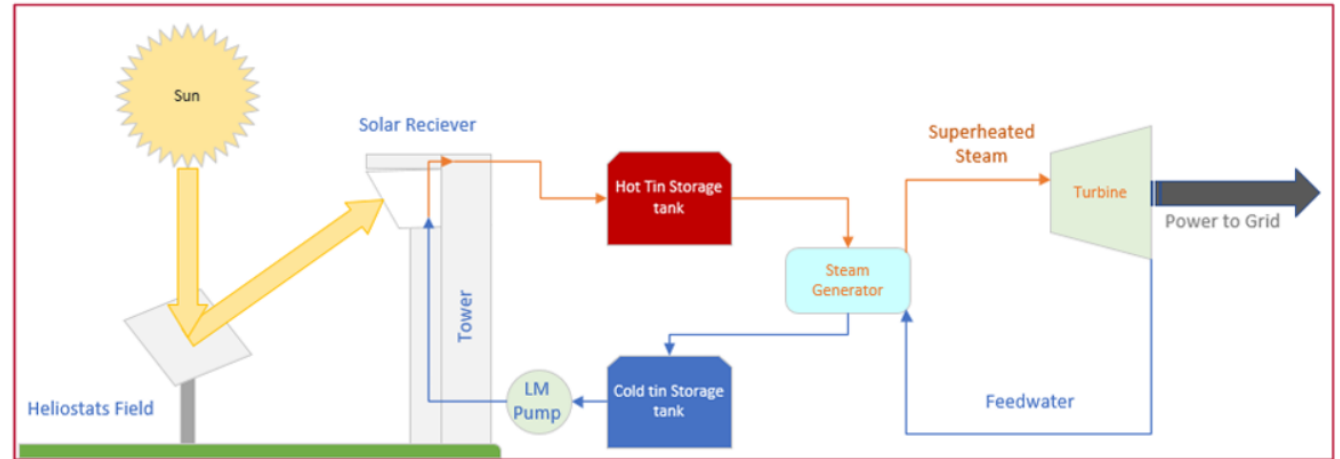 Sun
Solar Reciever
Superheated
Steam
Hot Tin Storage
tank
Turbine
Power to Grid
Steam
Generator
Tower
LM
Pump
Cold tin Storage
tank
Feedwater
Heliostats Field